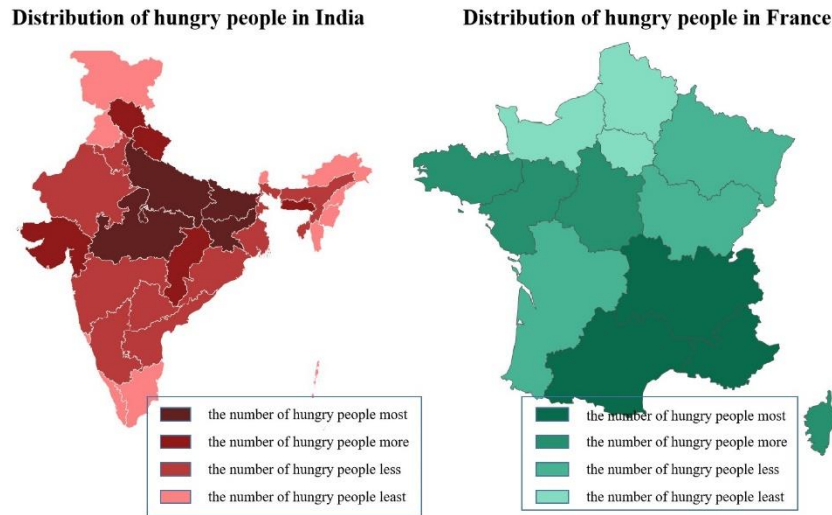 Distribution of hungry people in India
Distribution of hungry people in France
the number of hungry people most
the number of hungry people more
the number of hungry people less
the number of hungry people least
the number of hungry people most
the number of hungry people more
the number of hungry people less
the number of hungry people least